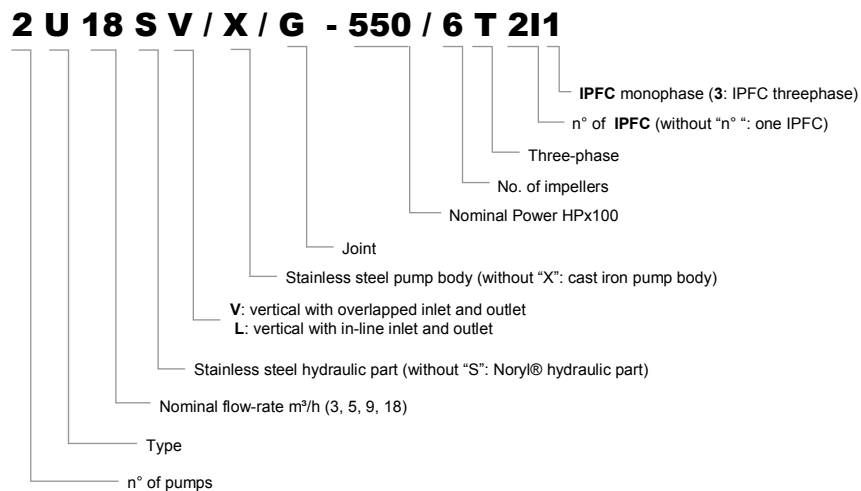 2 U 18 S V / X / G - 550 / 6 T 2I1
IPFC monophase (3: IPFC threephase)
n° of IPFC (without “n° “: one IPFC)
Three-phase
No. of impellers
Nominal Power HPx100
Joint
Stainless steel pump body (without “X”: cast iron pump body)
V: vertical with overlapped inlet and outlet
L: vertical with in-line inlet and outlet
Stainless steel hydraulic part (without “S”: Noryl® hydraulic part)
Nominal flow-rate m³/h (3, 5, 9, 18)
Type
n° of pumps